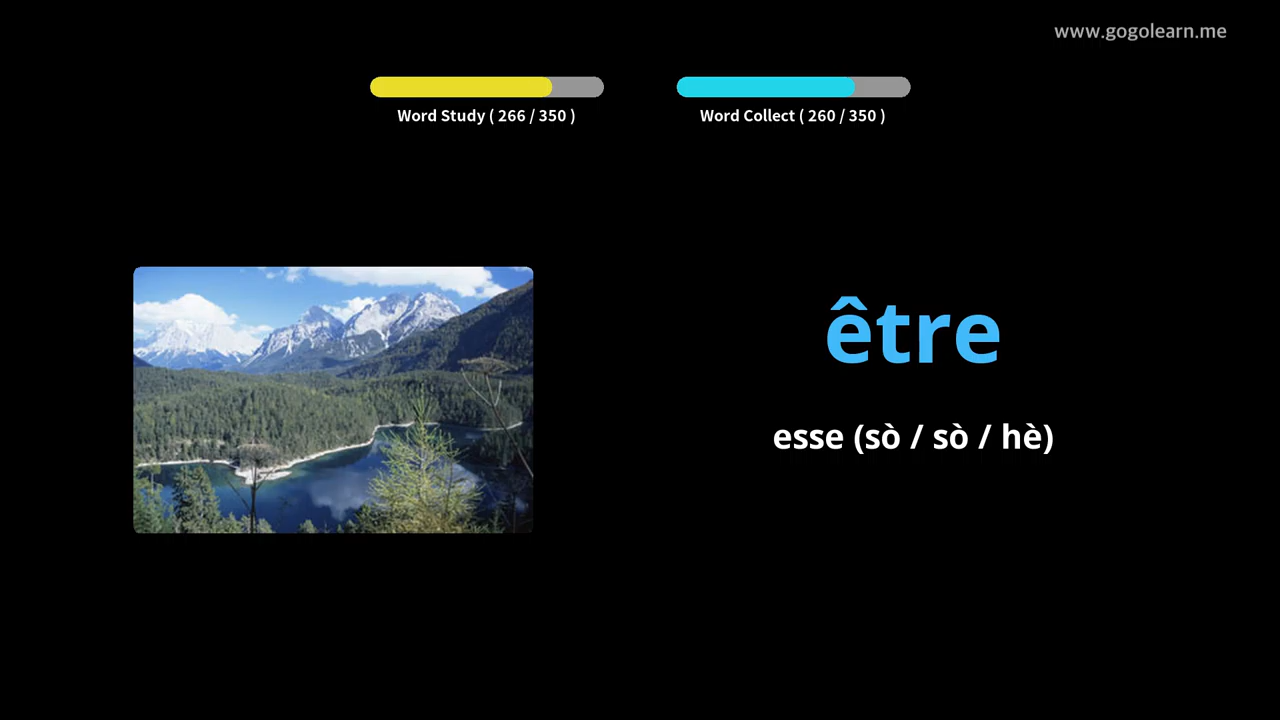 www.gogolearn.me
Word Study ( 266 / 350 )
Word Collect ( 260 / 350 )
être
esse (sò / sò / hè)